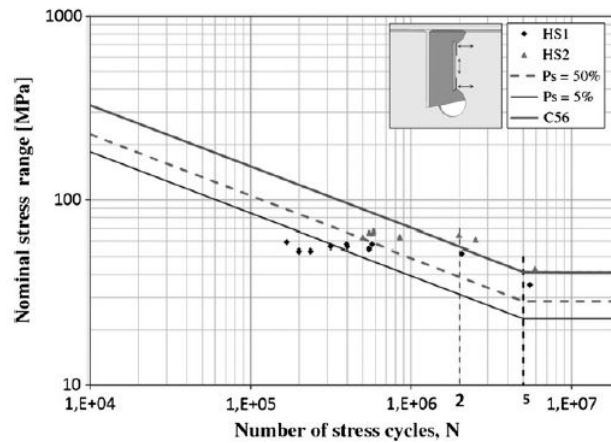 1000
100
10
Nominal stress range [MPa]
HS1
HS2
Ps = 50%
Ps = 5%
C56
1,E+04
1,E+05
1,E+06
2
5
1,E+07
Number of stress cycles, N